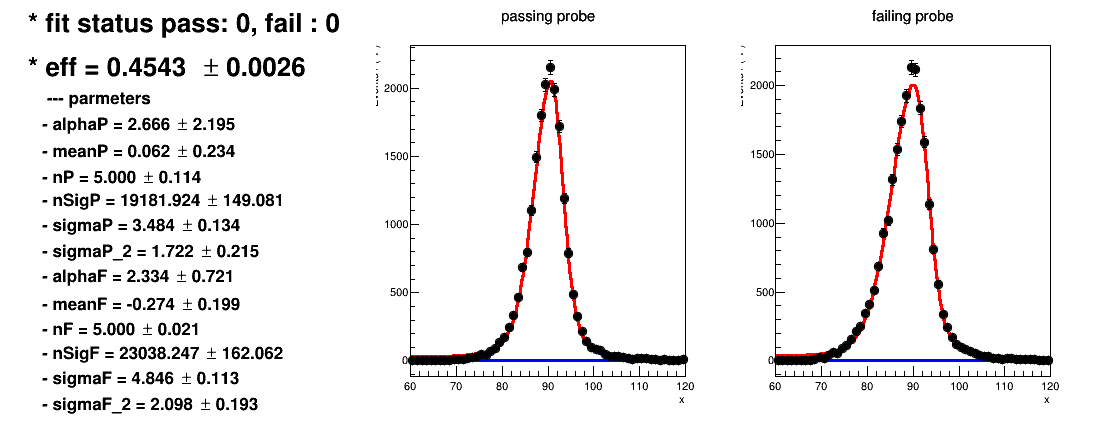 * fit status pass: 0, fail : 0
* eff = 0.4543 ± 0.0026
--- parmeters
- alphaP = 2.666 ± 2.195
- meanP = 0.062 ± 0.234
- nP = 5.000 ± 0.114
- nSigP = 19181.924 ± 149.081
- sigmaP = 3.484 ± 0.134
- sigmaP_2 = 1.722 ± 0.215
- alphaF = 2.334 ± 0.721
- meanF = -0.274 ± 0.199
- nF = 5.000 ± 0.021
- nSigF = 23038.247 ± 162.062
- sigmaF = 4.846 ± 0.113
- sigmaF_2 = 2.098 ± 0.193
passing probe
2000
1500
1000
500
0
60 70 80 90 100 110 120
x
failing probe
2000
1500
1000
500
0
60 70 80 90 100 110 120
x